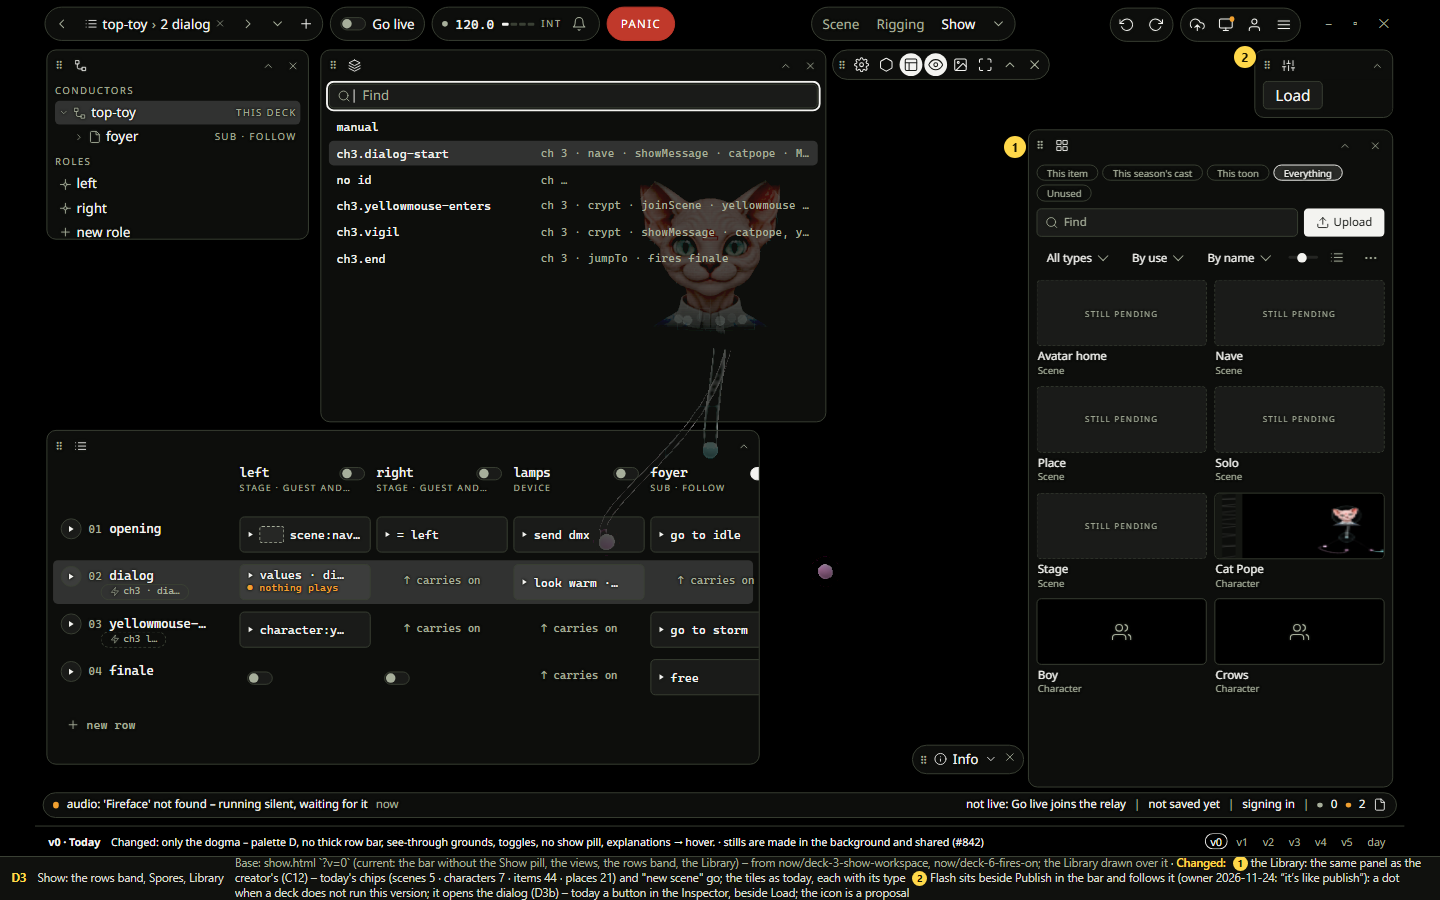 top-toy › 2 dialog ×
Go live
120.0 INT
PANIC
Scene Rigging Show
CONDUCTORS
top-toy THIS DECK
foyer SUB · FOLLOW
ROLES
left
right
new role
Find
manual
ch3.dialog-start ch 3 · nave · showMessage · catpope · M…
no id ch …
ch3.yellowmouse-enters ch 3 · crypt · joinScene · yellowmouse …
ch3.vigil ch 3 · crypt · showMessage · catpope, y…
ch3.end ch 3 · jumpTo · fires finale
2
Load
1
This item This season's cast This toon Everything
Unused
Find Upload
All types By use By name
STILL PENDING STILL PENDING
Avatar home Nave
Scene Scene
STILL PENDING STILL PENDING
Place Solo
Scene Scene
STILL PENDING
Stage Cat Pope
Scene Character
Boy Crows
Character Character
left right lamps foyer
STAGE · GUEST AND… STAGE · GUEST AND… DEVICE SUB · FOLLOW
01 opening scene:nav… = left send dmx go to idle
02 dialog values · di… ↑ carries on look warm ·… ↑ carries on
ch3 · dia… nothing plays
03 yellowmouse-… character:y… ↑ carries on ↑ carries on go to storm
ch3 l…
04 finale ↑ carries on free
+ new row
Info
audio: 'Fireface' not found – running silent, waiting for it now
not live: Go live joins the relay | not saved yet | signing in | 0 2
v0 · Today Changed: only the dogma – palette D, no thick row bar, see-through grounds, toggles, no show pill, explanations → hover. · stills are made in the background and shared (#842)
v0 v1 v2 v3 v4 v5 day
D3 Show: the rows band, Spores, Library
Base: show.html `?v=0` (current: the bar without the Show pill, the views, the rows band, the Library) – from now/deck-3-show-workspace, now/deck-6-fires-on; the Library drawn over it · Changed: 1 the Library: the same panel as the
creator's (C12) – today's chips (scenes 5 · characters 7 · items 44 · places 21) and "new scene" go; the tiles as today, each with its type 2 Flash sits beside Publish in the bar and follows it (owner 2026-11-24: "it's like publish"): a dot
when a deck does not run this version; it opens the dialog (D3b) – today a button in the Inspector, beside Load; the icon is a proposal